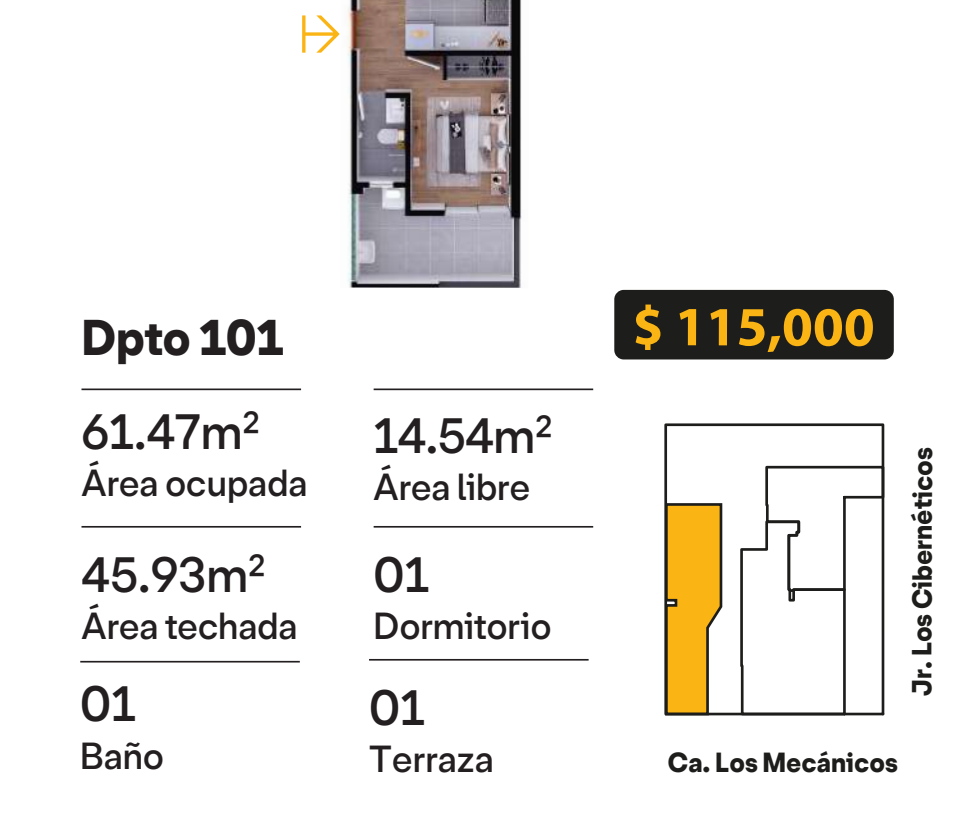 Dpto 101
$ 115,000
61.47m²
Área ocupada
14.54m²
Área libre
45.93m²
Área techada
01
Dormitorio
01
Baño
01
Terraza
Jr. Los Cibernéticos
Ca. Los Mecánicos